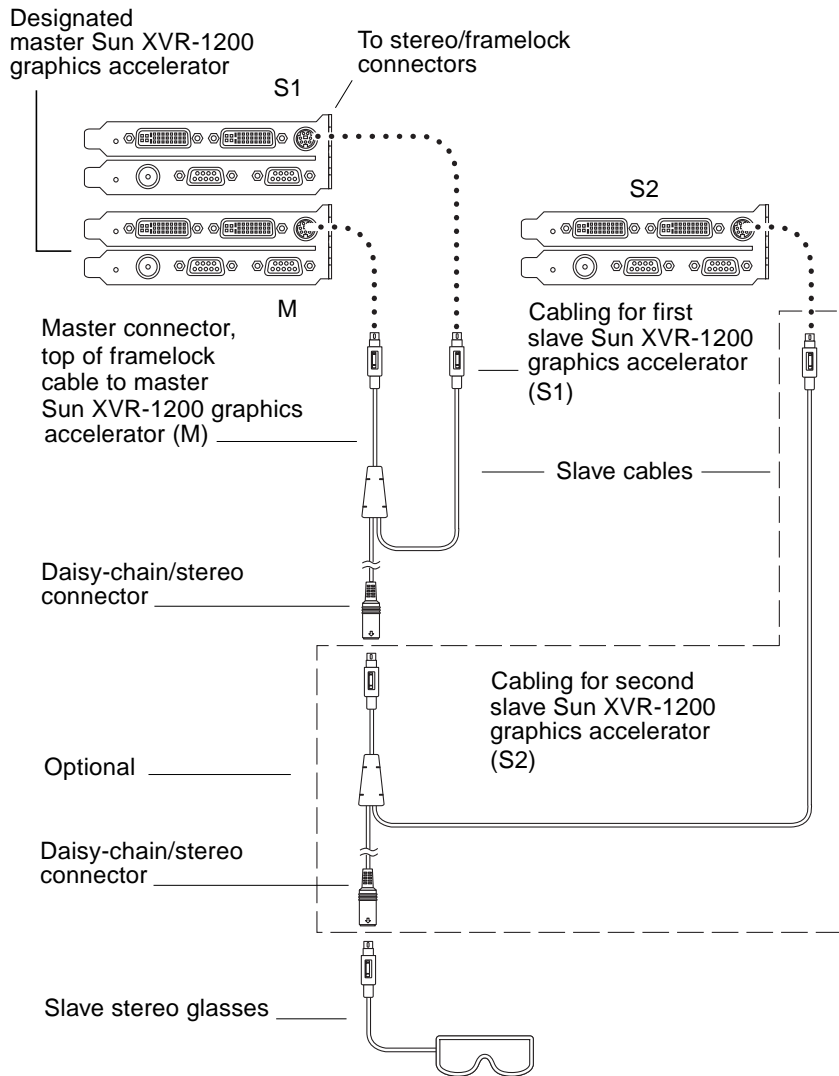 Designated
master Sun XVR-1200
graphics accelerator
To stereo/framelock
connectors
S1
S2
M
Master connector,
top of framelock
cable to master
Sun XVR-1200 graphics
accelerator (M)
Cabling for first
slave Sun XVR-1200
graphics accelerator
(S1)
Slave cables
Daisy-chain/stereo
connector
Cabling for second
slave Sun XVR-1200
graphics accelerator
(S2)
Optional
Daisy-chain/stereo
connector
Slave stereo glasses